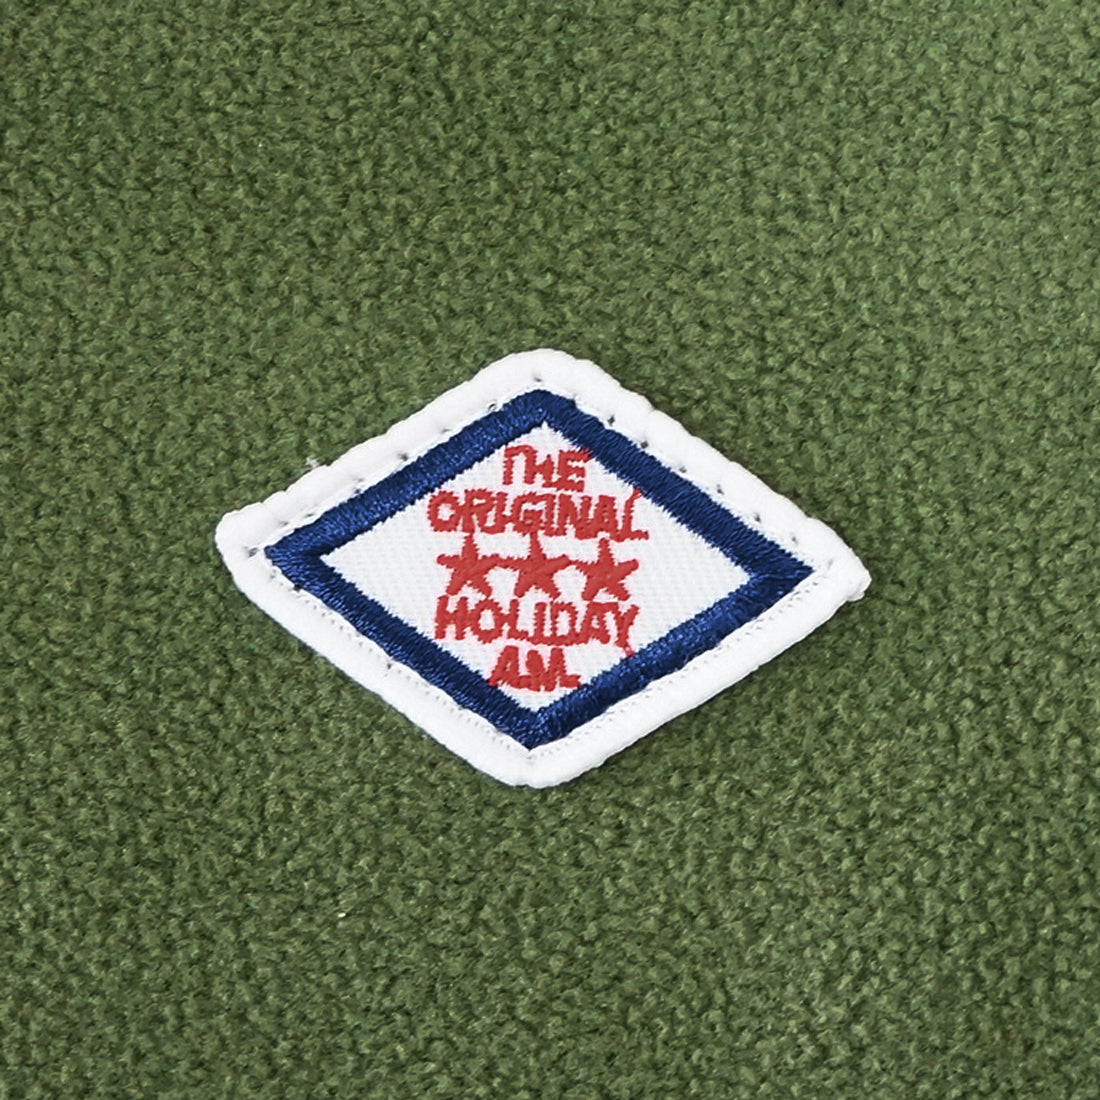 THE
ORIGINAL
★★★
HOLIDAY
A.M.